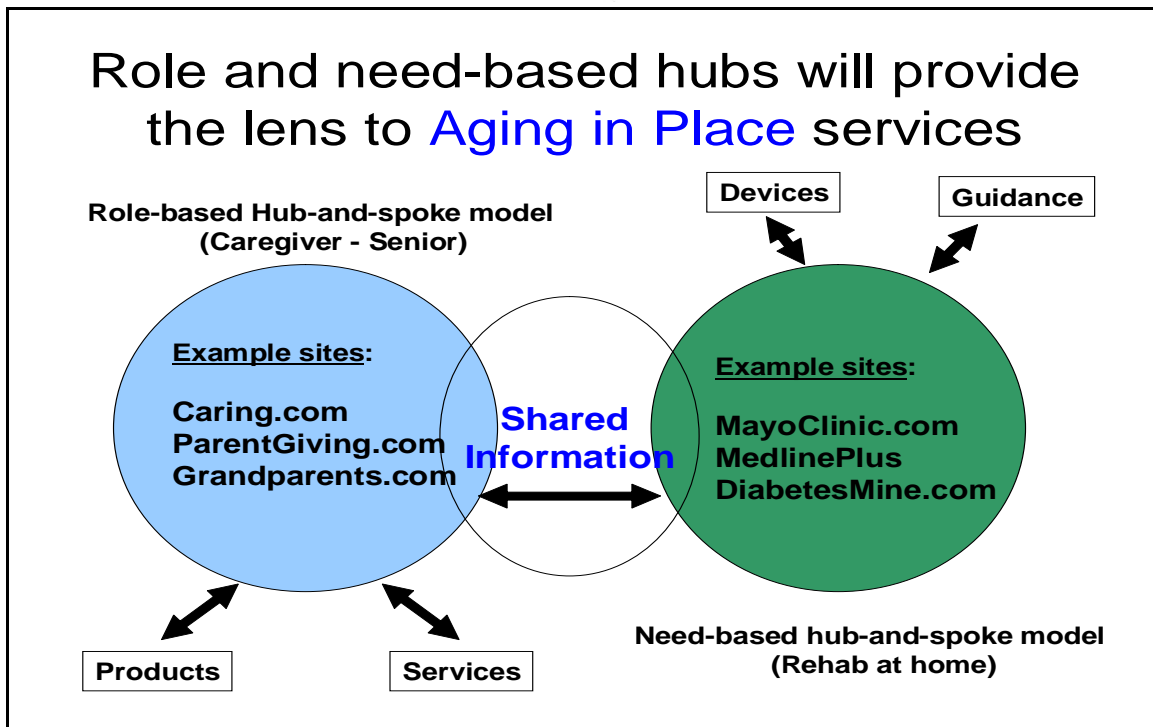 Role and need-based hubs will provide
the lens to Aging in Place services
Role-based Hub-and-spoke model
(Caregiver - Senior)
Devices
Guidance
Example sites:
Caring.com
ParentGiving.com
Grandparents.com
Shared
Information
Example sites:
MayoClinic.com
MedlinePlus
DiabetesMine.com
Products
Services
Need-based hub-and-spoke model
(Rehab at home)